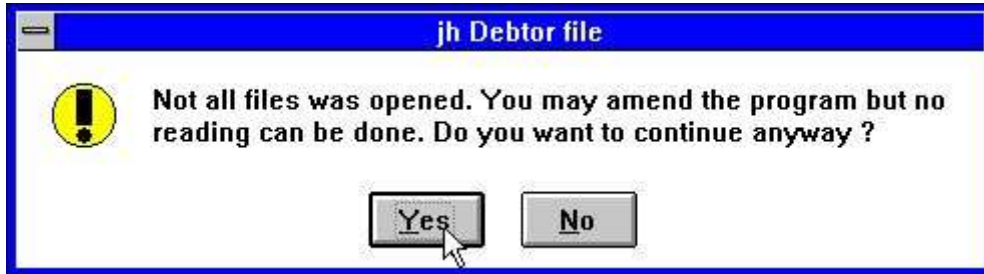 jh Debtor file
Not all files was opened. You may amend the program but no
reading can be done. Do you want to continue anyway ?
Yes No